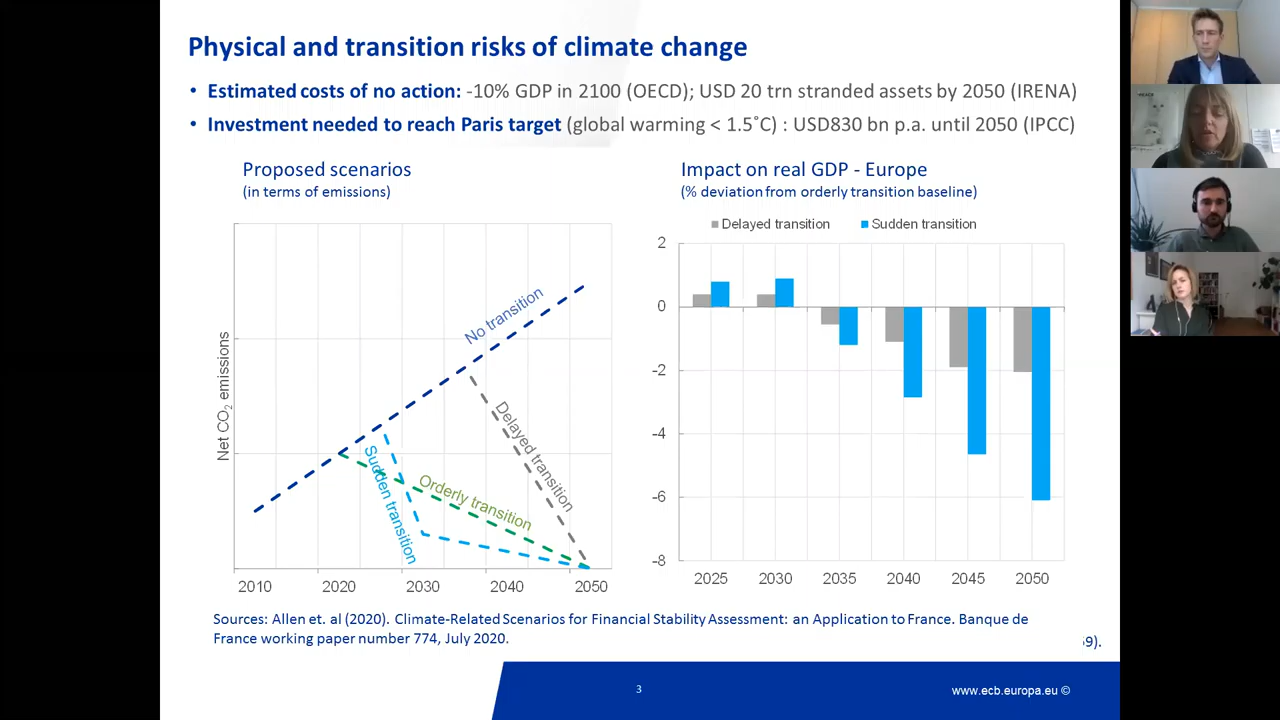 Physical and transition risks of climate change
• Estimated costs of no action: -10% GDP in 2100 (OECD); USD 20 trn stranded assets by 2050 (IRENA)
• Investment needed to reach Paris target (global warming < 1.5˚C) : USD830 bn p.a. until 2050 (IPCC)
Proposed scenarios
(in terms of emissions)
Net CO2 emissions
No transition
Delayed transition
Sudden transition
Orderly transition
2010 2020 2030 2040 2050
Impact on real GDP - Europe
(% deviation from orderly transition baseline)
Delayed transition Sudden transition
2
0
-2
-4
-6
-8
2025 2030 2035 2040 2045 2050
Sources: Allen et. al (2020). Climate-Related Scenarios for Financial Stability Assessment: an Application to France. Banque de
France working paper number 774, July 2020.
9).
3
www.ecb.europa.eu ©